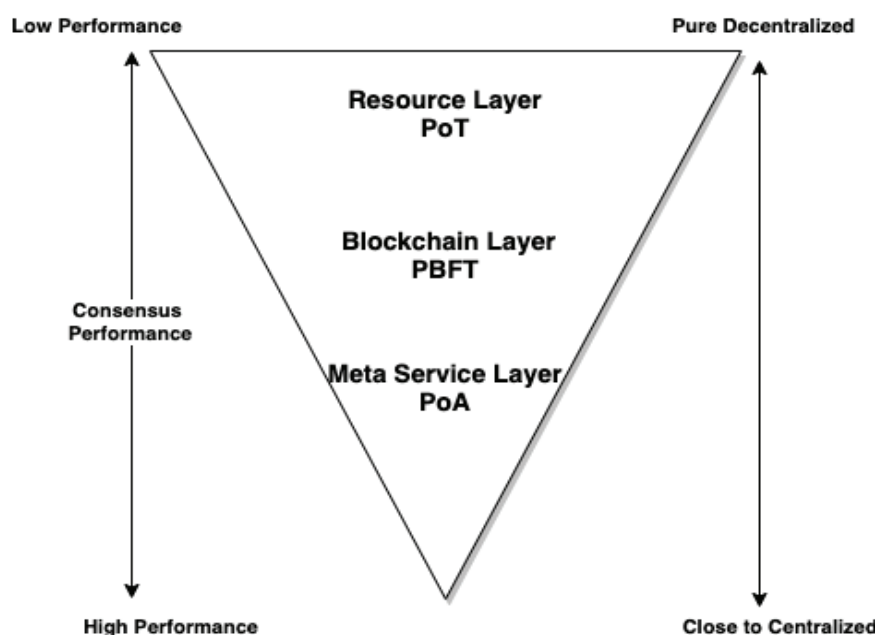 Low Performance
Pure Decentralized
Resource Layer
PoT
Blockchain Layer
PBFT
Consensus
Performance
Meta Service Layer
PoA
High Performance
Close to Centralized